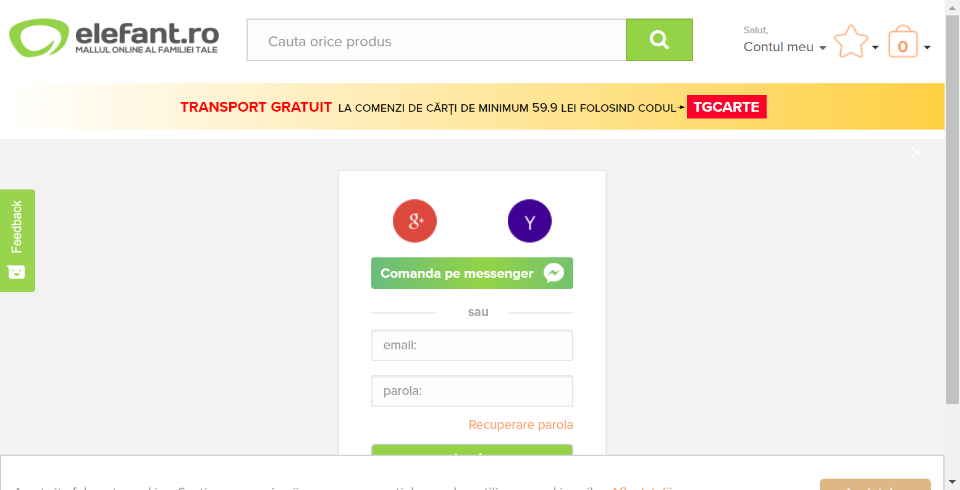 elefant.ro
MALLUL ONLINE AL FAMILIEI TALE
Cauta orice produs
Salut,
Contul meu
0
TRANSPORT GRATUIT LA COMENZI DE CĂRȚI DE MINIMUM 59.9 LEI FOLOSIND CODUL TGCARTE
Feedback
g+
Y
Comanda pe messenger
sau
email:
parola:
Recuperare parola